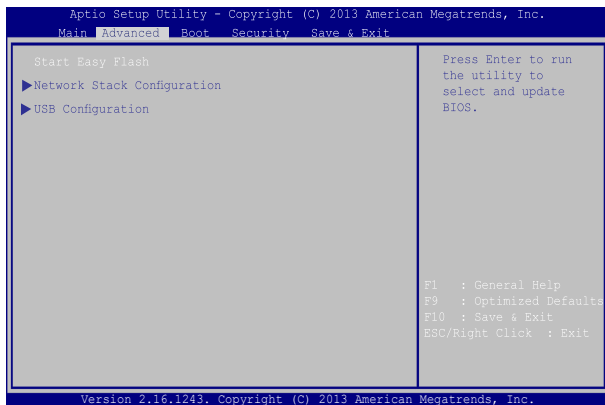 Aptio Setup Utility - Copyright (C) 2013 American Megatrends, Inc.
Main Advanced Boot Security Save & Exit
Start Easy Flash
Network Stack Configuration
USB Configuration
Press Enter to run
the utility to
select and update
BIOS.
F1 : General Help
F9 : Optimized Defaults
F10 : Save & Exit
ESC/Right Click : Exit
Version 2.16.1243. Copyright (C) 2013 American Megatrends, Inc.